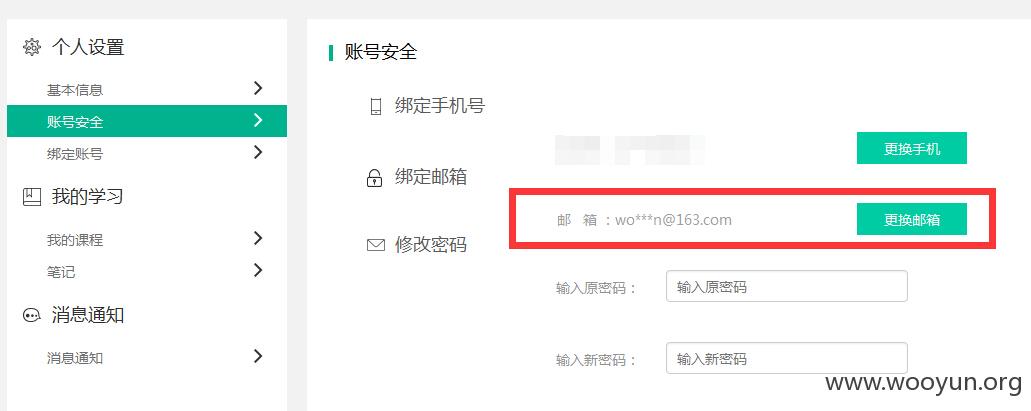 个人设置
基本信息
账号安全
绑定账号
我的学习
我的课程
笔记
消息通知
消息通知
账号安全
绑定手机号
更换手机
绑定邮箱
邮 箱 ：wo***n@163.com
更换邮箱
修改密码
输入原密码：
输入原密码
输入新密码：
输入新密码
www.wooyun.org